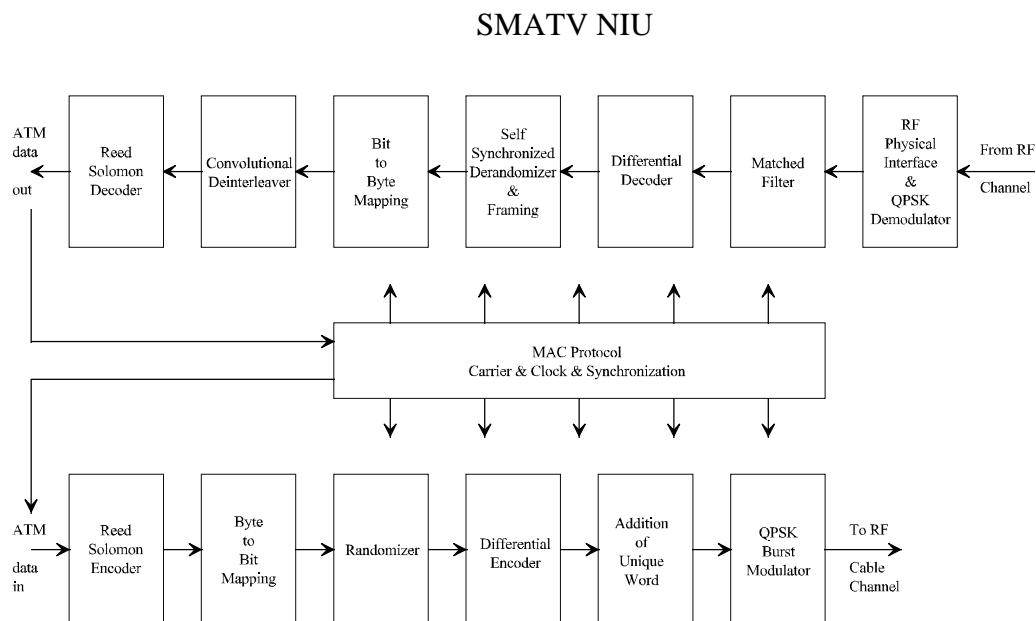 SMATV NIU
ATM
data
out
Reed
Solomon
Decoder
Convolutional
Deinterleaver
Bit
to
Byte
Mapping
Self
Synchronized
Derandomizer
&
Framing
Differential
Decoder
Matched
Filter
RF
Physical
Interface
&
QPSK
Demodulator
From RF
Channel
MAC Protocol
Carrier & Clock & Synchronization
ATM
data
in
Reed
Solomon
Encoder
Byte
to
Bit
Mapping
Randomizer
Differential
Encoder
Addition
of
Unique
Word
QPSK
Burst
Modulator
To RF
Cable
Channel